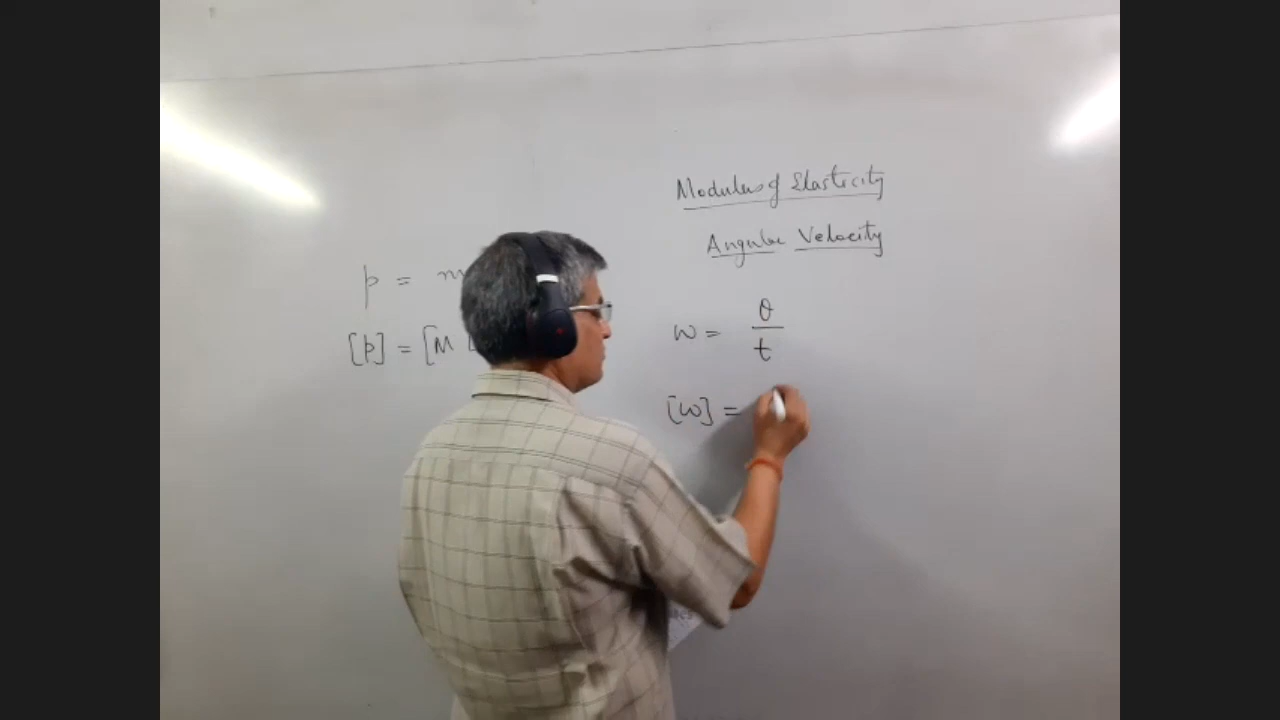 Modulus of Elasticity
Angular Velocity
p = m
[p] = [M
ω = θ/t
[ω] =